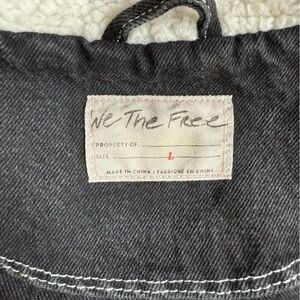 We The Free
PROPERTY OF
SIZE L
MADE IN CHINA / FABRIQUÉ EN CHINE